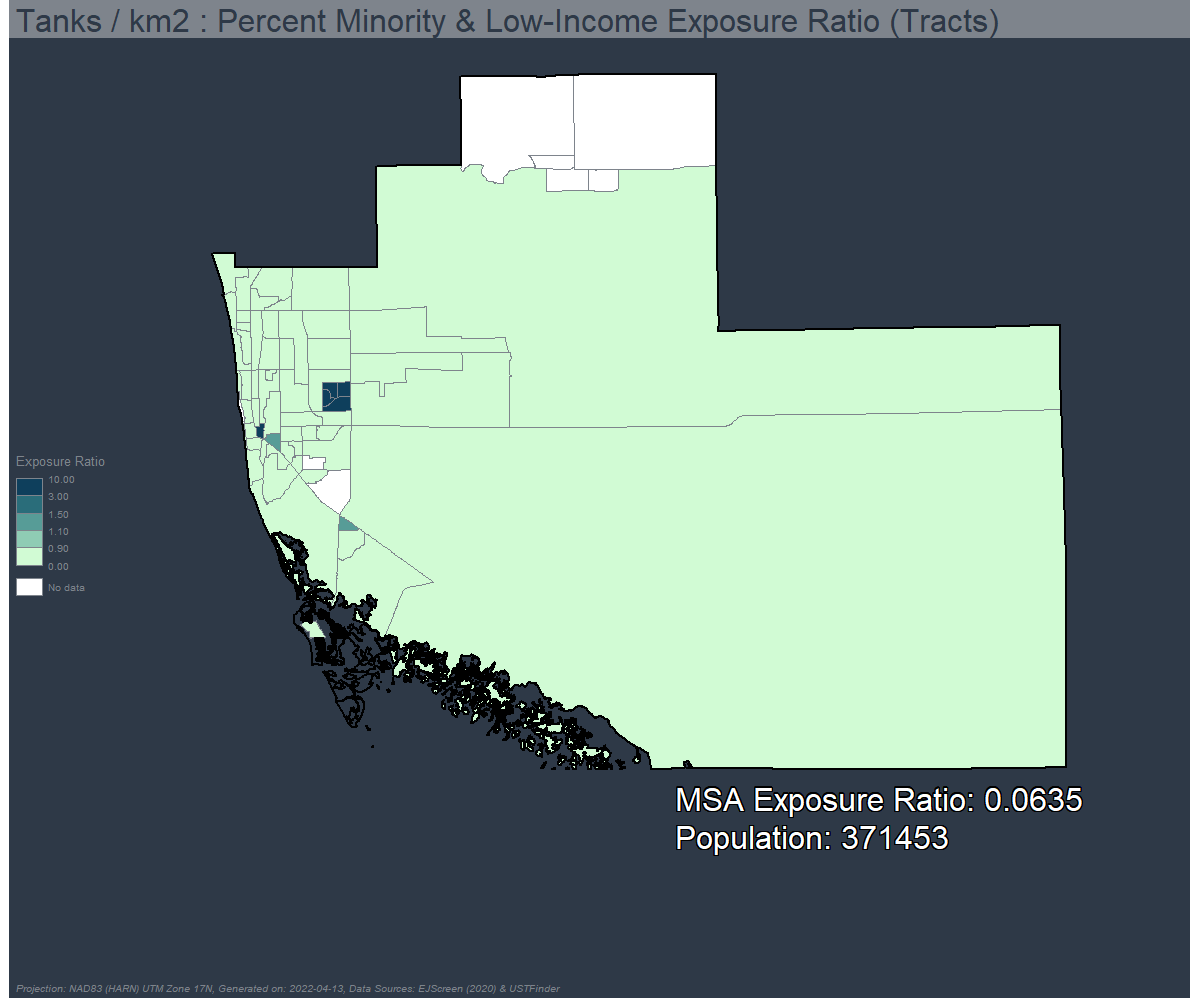 Tanks / km2 : Percent Minority & Low-Income Exposure Ratio (Tracts)
Exposure Ratio
10.00
3.00
1.50
1.10
0.90
0.00
No data
MSA Exposure Ratio: 0.0635
Population: 371453
Projection: NAD83 (HARN) UTM Zone 17N, Generated on: 2022-04-13, Data Sources: EJScreen (2020) & USTFinder